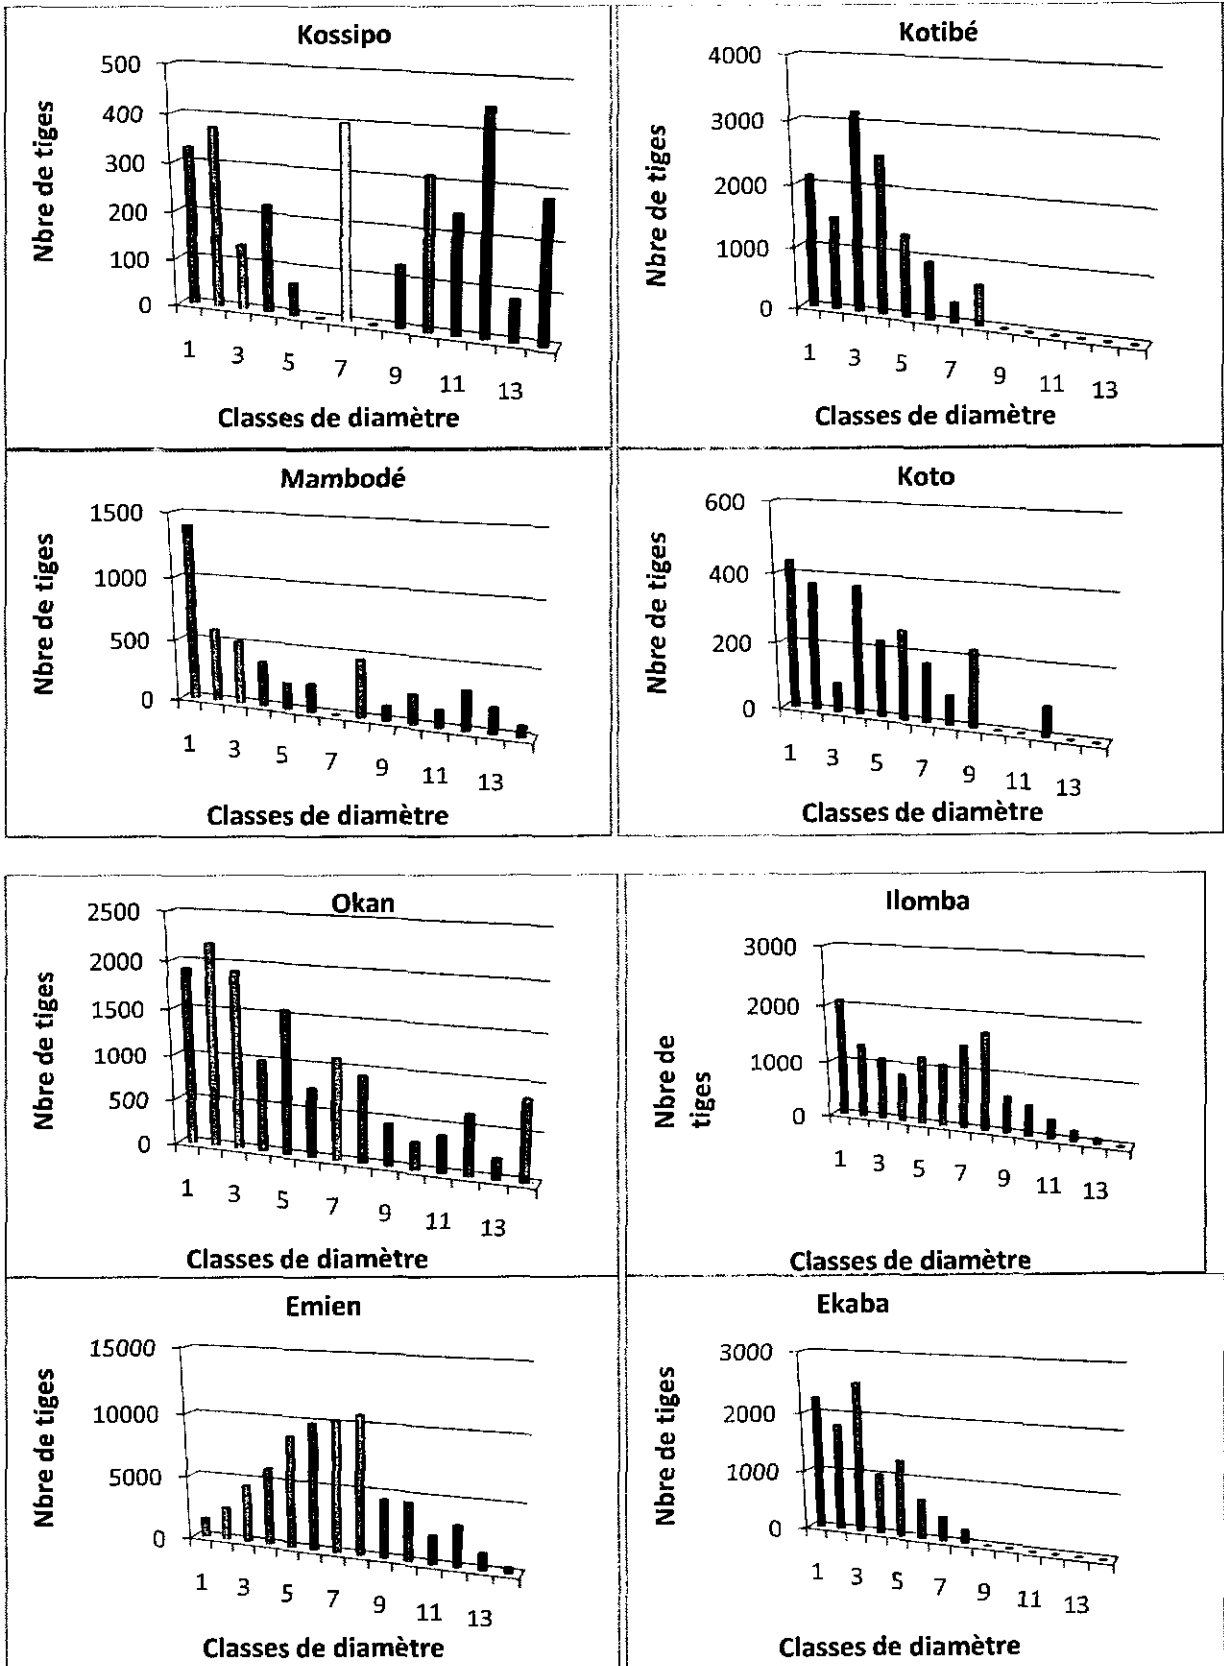 Kossipo
Nbre de tiges
500
400
300
200
100
0
1 3 5 7 9 11 13
Classes de diamètre
Kotibé
Nbre de tiges
4000
3000
2000
1000
0
1 3 5 7 9 11 13
Classes de diamètre
Mambodé
Nbre de tiges
1500
1000
500
0
1 3 5 7 9 11 13
Classes de diamètre
Koto
Nbre de tiges
600
400
200
0
1 3 5 7 9 11 13
Classes de diamètre
Okan
Nbre de tiges
2500
2000
1500
1000
500
0
1 3 5 7 9 11 13
Classes de diamètre
Ilomba
Nbre de
tiges
3000
2000
1000
0
1 3 5 7 9 11 13
Classes de diamètre
Emien
Nbre de tiges
15000
10000
5000
0
1 3 5 7 9 11 13
Classes de diamètre
Ekaba
Nbre de tiges
3000
2000
1000
0
1 3 5 7 9 11 13
Classes de diamètre